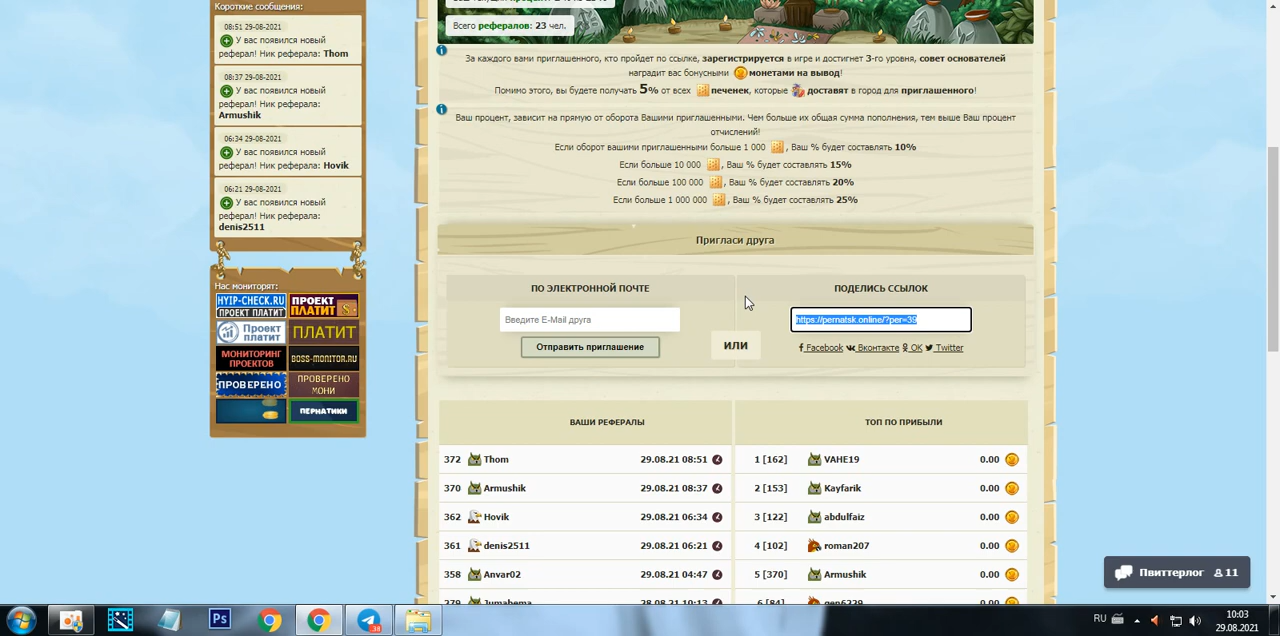 Короткие сообщения:
08:51 29-08-2021
У вас появился новый
реферал! Ник реферала: Thom
08:37 29-08-2021
У вас появился новый
реферал! Ник реферала:
Armushik
06:34 29-08-2021
У вас появился новый
реферал! Ник реферала: Hovik
06:21 29-08-2021
У вас появился новый
реферал! Ник реферала:
denis2511
Нас мониторят:
HYIP-CHECK.RU
ПРОЕКТ ПЛАТИТ
ПРОЕКТ
ПЛАТИТ
Проект
платит
ПЛАТИТ
МОНИТОРИНГ
ПРОЕКТОВ
BOSS-MONITOR.RU
ПРОВЕРЕНО
ПРОВЕРЕНО
МОНИ
ПЕРНАТИКИ
Всего рефералов: 23 чел.
За каждого вами приглашенного, кто пройдет по ссылке, зарегистрируется в игре и достигнет 3-го уровня, совет основателей
наградит вас бонусными монетами на вывод!
Помимо этого, вы будете получать 5% от всех печенек, которые доставят в город для приглашенного!
Ваш процент, зависит на прямую от оборота Вашими приглашенными. Чем больше их общая сумма пополнения, тем выше Ваш процент
отчислений!
Если оборот вашими приглашенными больше 1 000 , Ваш % будет составлять 10%
Если больше 10 000 , Ваш % будет составлять 15%
Если больше 100 000 , Ваш % будет составлять 20%
Если больше 1 000 000 , Ваш % будет составлять 25%
Пригласи друга
ПО ЭЛЕКТРОННОЙ ПОЧТЕ
Введите E-Mail друга
Отправить приглашение
ИЛИ
ПОДЕЛИСЬ ССЫЛОК
https://pernatsk.online/?per=39
Facebook Вконтакте OK Twitter
ВАШИ РЕФЕРАЛЫ
372 Thom 29.08.21 08:51
370 Armushik 29.08.21 08:37
362 Hovik 29.08.21 06:34
361 denis2511 29.08.21 06:21
358 Anvar02 29.08.21 04:47
ТОП ПО ПРИБЫЛИ
1 [162] VAHE19 0.00
2 [153] Kayfarik 0.00
3 [122] abdulfaiz 0.00
4 [102] roman207 0.00
5 [370] Armushik 0.00
Пвиттерлог 11
Ps
38
RU
10:03
29.08.2021